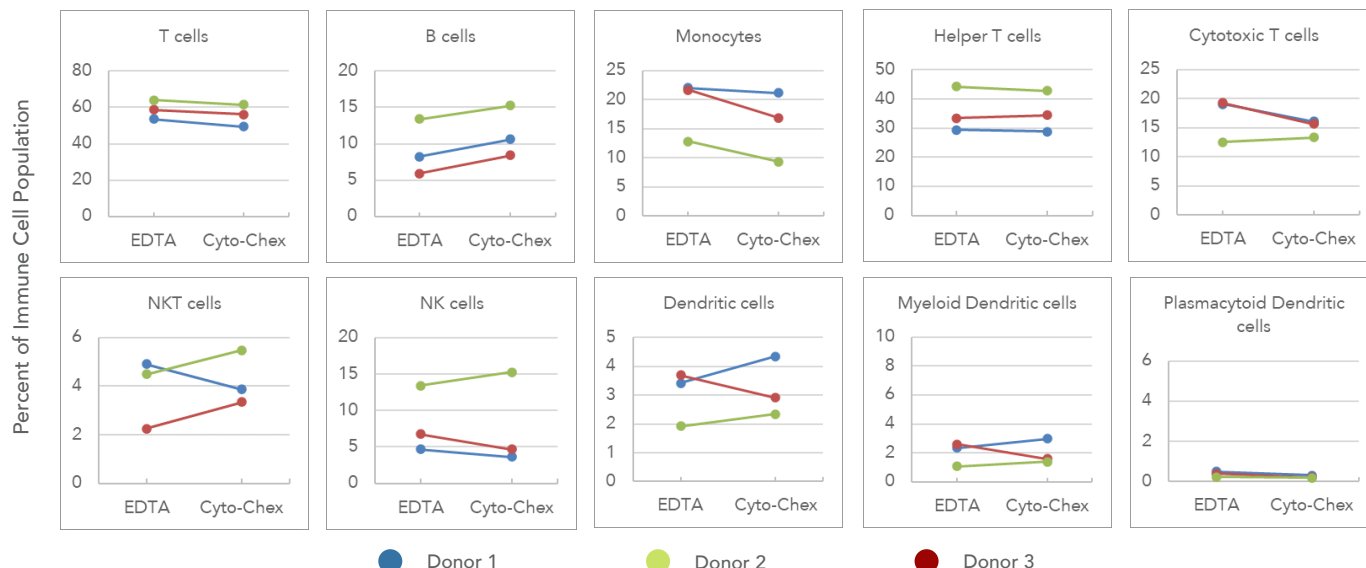 Percent of Immune Cell Population
T cells
80
60
40
20
0
EDTA Cyto-Chex
B cells
20
15
10
5
0
EDTA Cyto-Chex
Monocytes
25
20
15
10
5
0
EDTA Cyto-Chex
Helper T cells
50
40
30
20
10
0
EDTA Cyto-Chex
Cytotoxic T cells
25
20
15
10
5
0
EDTA Cyto-Chex
NKT cells
6
4
2
0
EDTA Cyto-Chex
NK cells
20
15
10
5
0
EDTA Cyto-Chex
Dendritic cells
5
4
3
2
1
0
EDTA Cyto-Chex
Myeloid Dendritic cells
10
8
6
4
2
0
EDTA Cyto-Chex
Plasmacytoid Dendritic
cells
6
4
2
0
EDTA Cyto-Chex
Donor 1 Donor 2 Donor 3